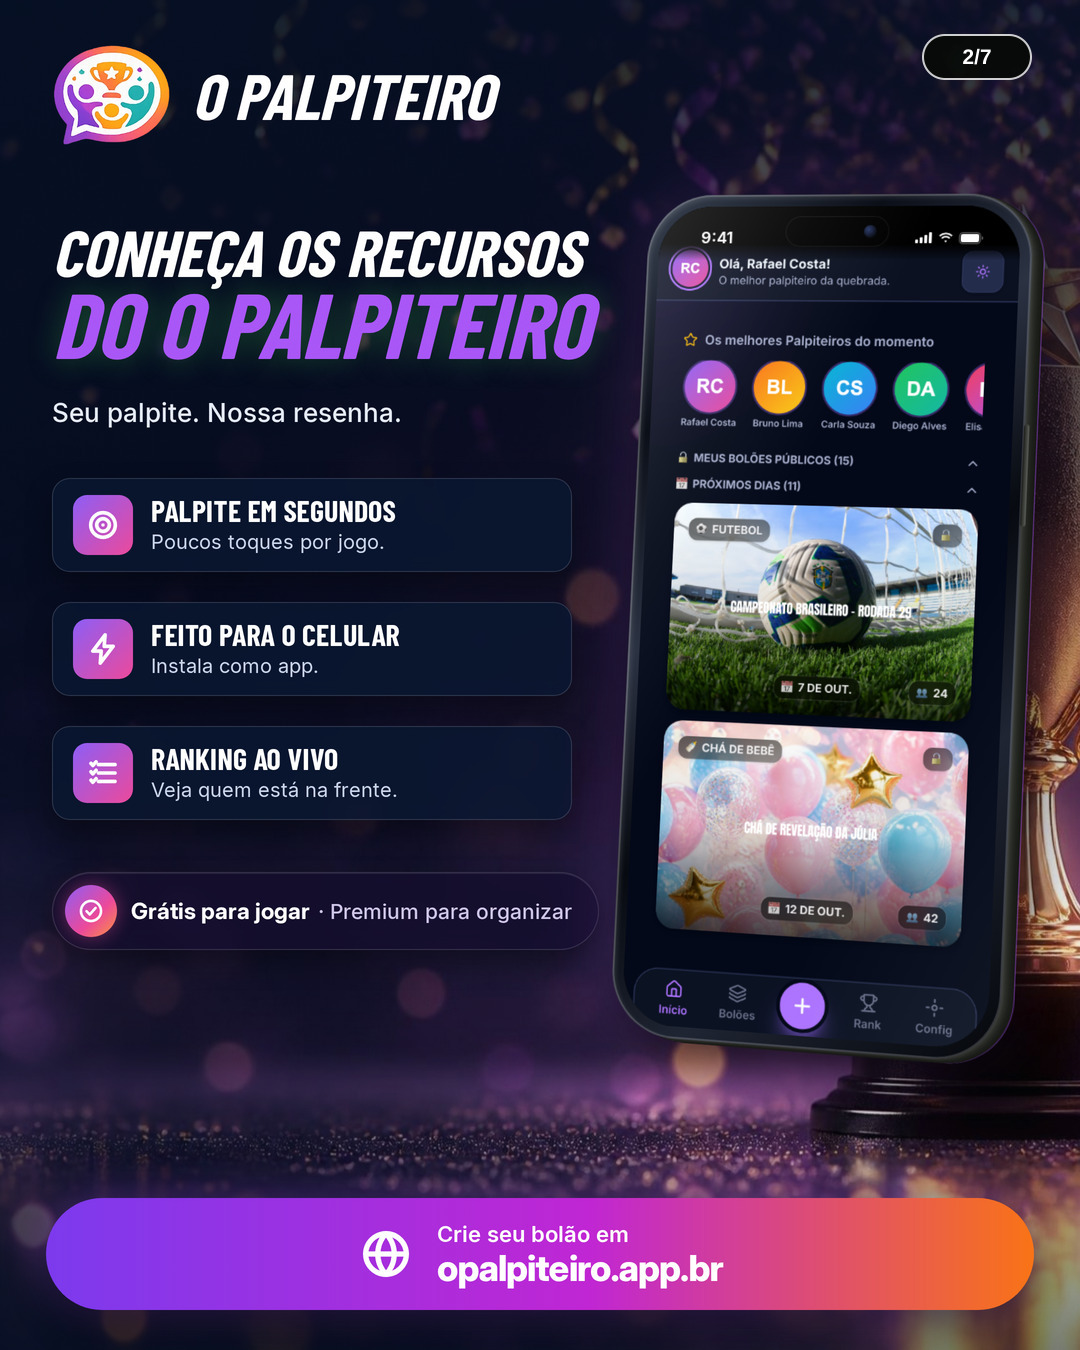 O PALPITEIRO
2/7
CONHEÇA OS RECURSOS
DO O PALPITEIRO
Seu palpite. Nossa resenha.
PALPITE EM SEGUNDOS
Poucos toques por jogo.
FEITO PARA O CELULAR
Instala como app.
RANKING AO VIVO
Veja quem está na frente.
Grátis para jogar · Premium para organizar
9:41
RC
Olá, Rafael Costa!
O melhor palpiteiro da quebrada.
Os melhores Palpiteiros do momento
RC BL CS DA
Rafael Costa Bruno Lima Carla Souza Diego Alves Elis
MEUS BOLÕES PÚBLICOS (15)
PRÓXIMOS DIAS (11)
FUTEBOL
CAMPEONATO BRASILEIRO - RODADA 29
7 DE OUT. 24
CHÁ DE BEBÊ
CHÁ DE REVELAÇÃO DA JÚLIA
12 DE OUT. 42
Início Bolões + Rank Config
Crie seu bolão em
opalpiteiro.app.br